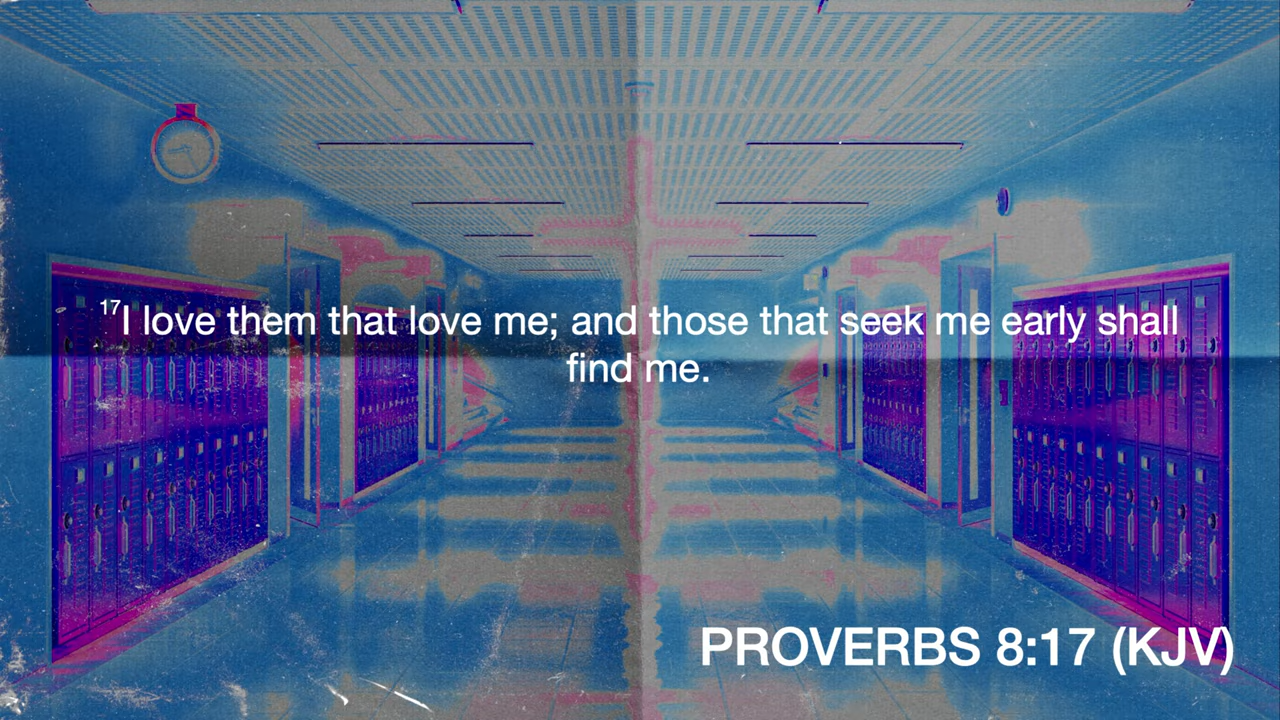 17I love them that love me; and those that seek me early shall
find me.
PROVERBS 8:17 (KJV)